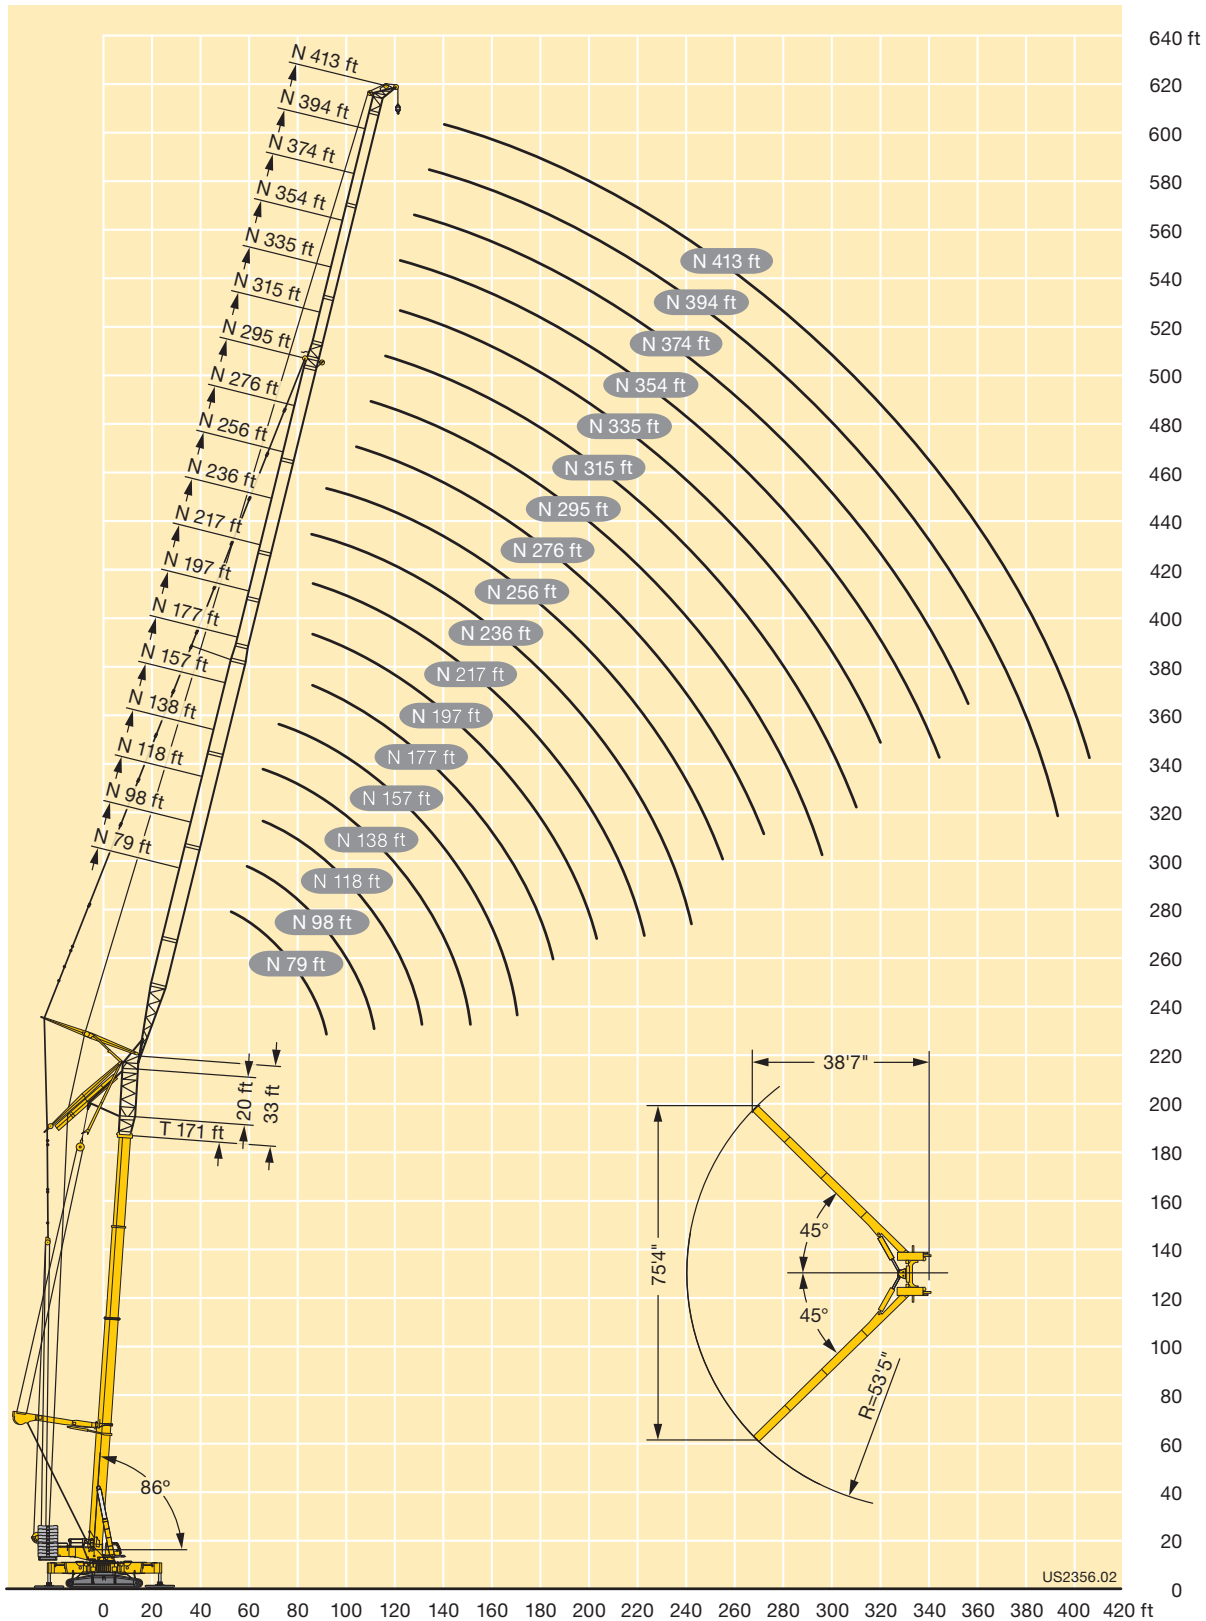 640 ft
620
600
580
560
540
520
500
480
460
440
420
400
380
360
340
320
300
280
260
240
220
200
180
160
140
120
100
80
60
40
20
0
N 413 ft
N 394 ft
N 374 ft
N 354 ft
N 335 ft
N 315 ft
N 295 ft
N 276 ft
N 256 ft
N 236 ft
N 217 ft
N 197 ft
N 177 ft
N 157 ft
N 138 ft
N 118 ft
N 98 ft
N 79 ft
N 413 ft
N 394 ft
N 374 ft
N 354 ft
N 335 ft
N 315 ft
N 295 ft
N 276 ft
N 256 ft
N 236 ft
N 217 ft
N 197 ft
N 177 ft
N 157 ft
N 138 ft
N 118 ft
N 98 ft
N 79 ft
20 ft
33 ft
T 171 ft
86°
38'7"
75'4"
45°
45°
R=53'5"
US2356.02
0 20 40 60 80 100 120 140 160 180 200 220 240 260 280 300 320 340 360 380 400 420 ft